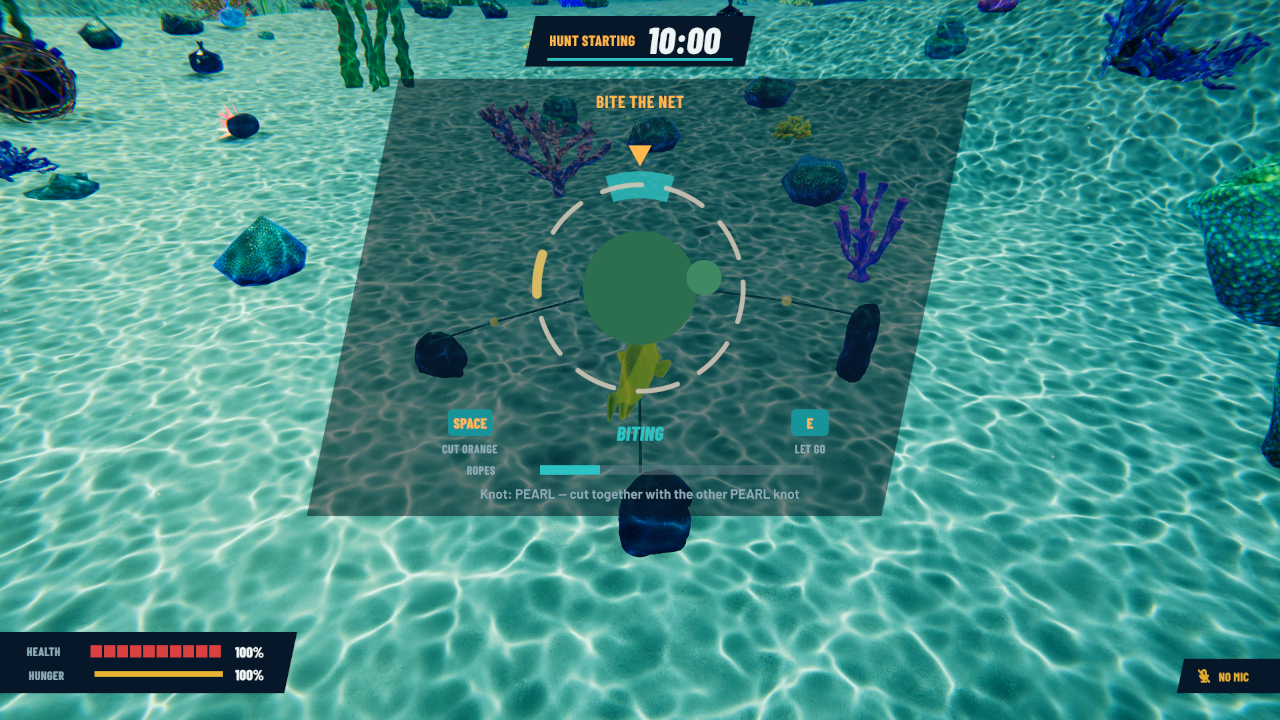 HUNT STARTING 10:00
BITE THE NET
SPACE
E
CUT ORANGE
BITING
LET GO
ROPES
Knot: PEARL — cut together with the other PEARL knot
HEALTH 100%
HUNGER 100%
NO MIC